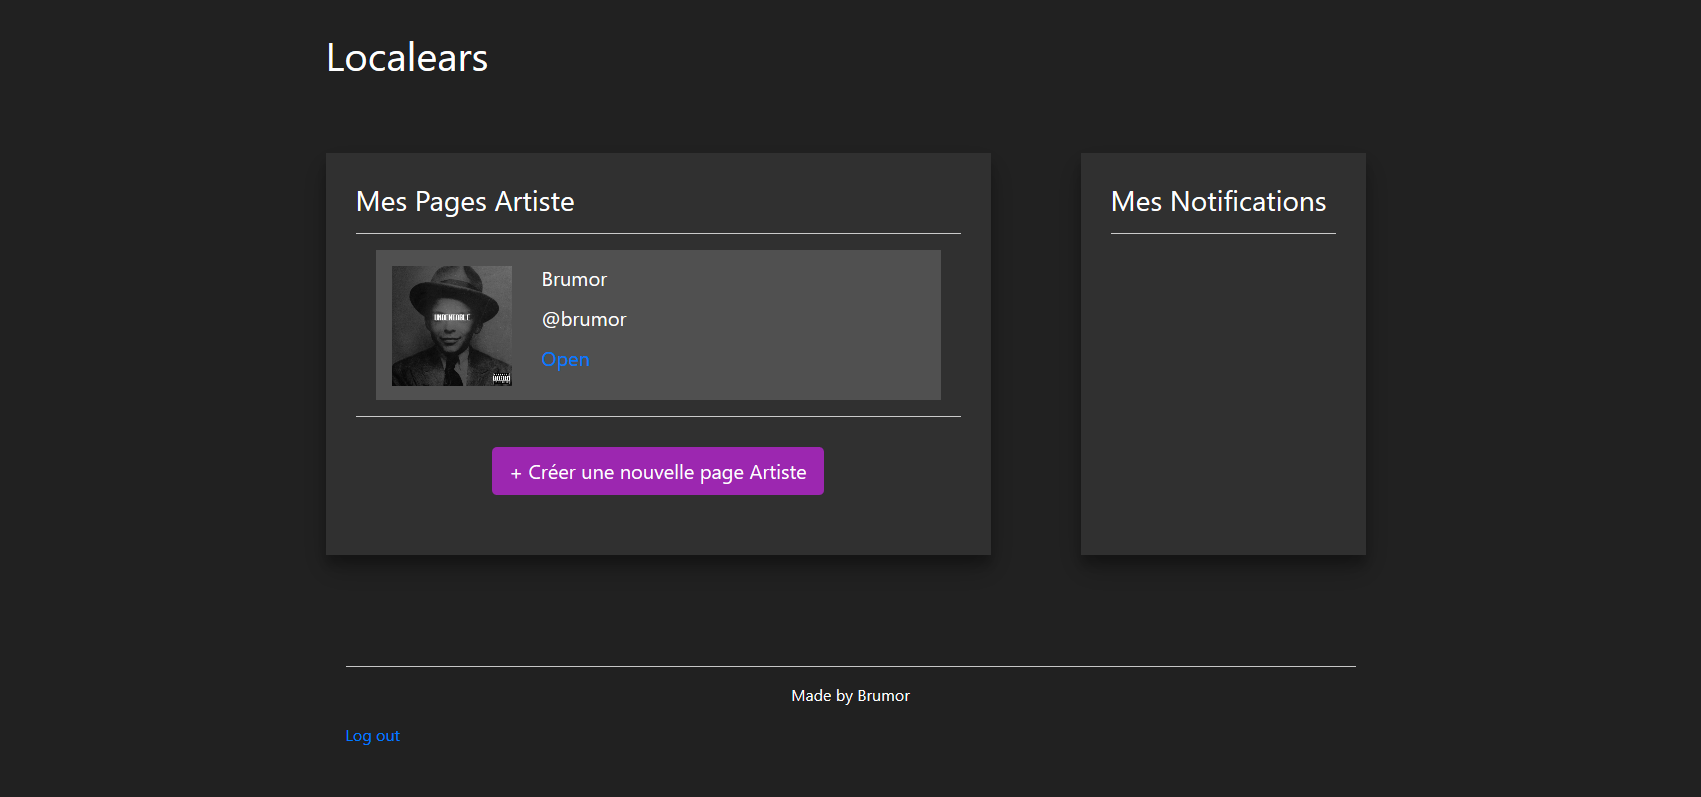 Localears
Mes Pages Artiste
Brumor
@brumor
Open
UNDENIABLE
+ Créer une nouvelle page Artiste
Mes Notifications
Made by Brumor
Log out